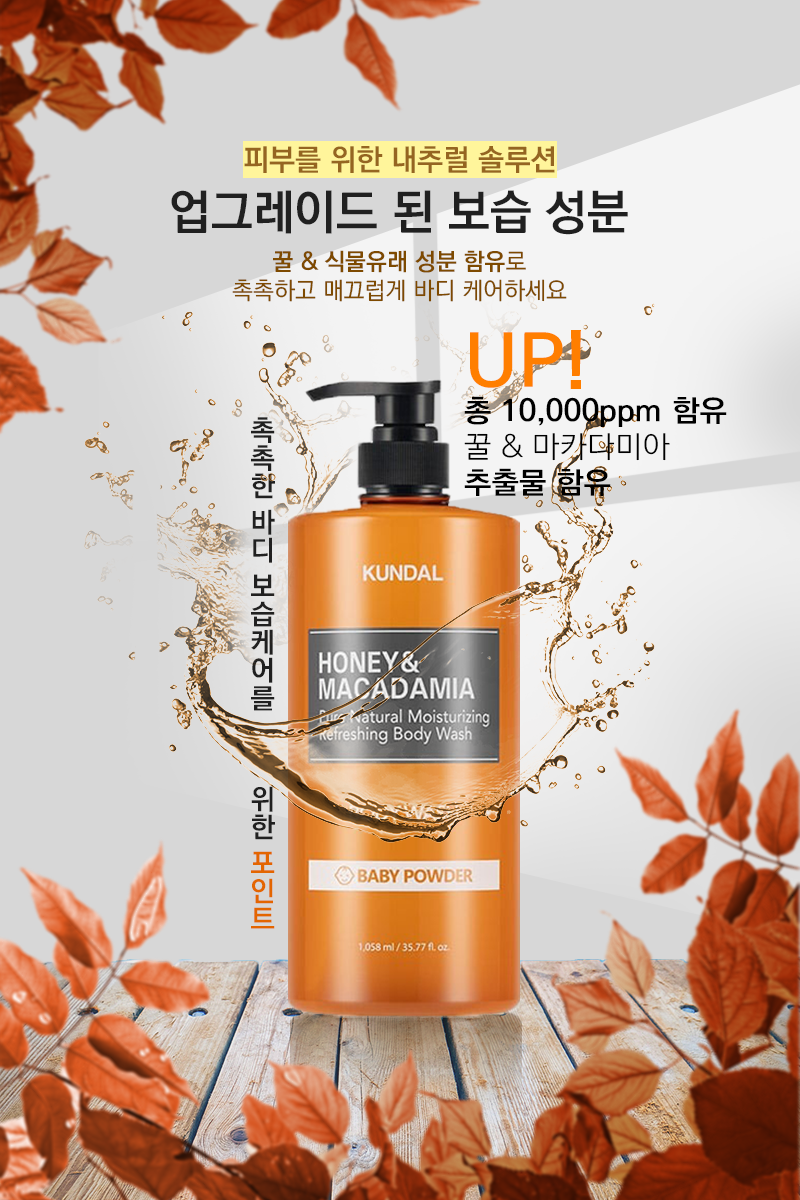 피부를 위한 내추럴 솔루션
업그레이드 된 보습 성분
꿀 & 식물유래 성분 함유로
촉촉하고 매끄럽게 바디 케어하세요
UP!
총 10,000ppm 함유
꿀 & 마카다미아
추출물 함유
촉촉한 바디 보습케어를 위한 포인트
KUNDAL
HONEY&
MACADAMIA
Pure Natural Moisturizing
Refreshing Body Wash
BABY POWDER
1,058 ml / 35.77 fl. oz.